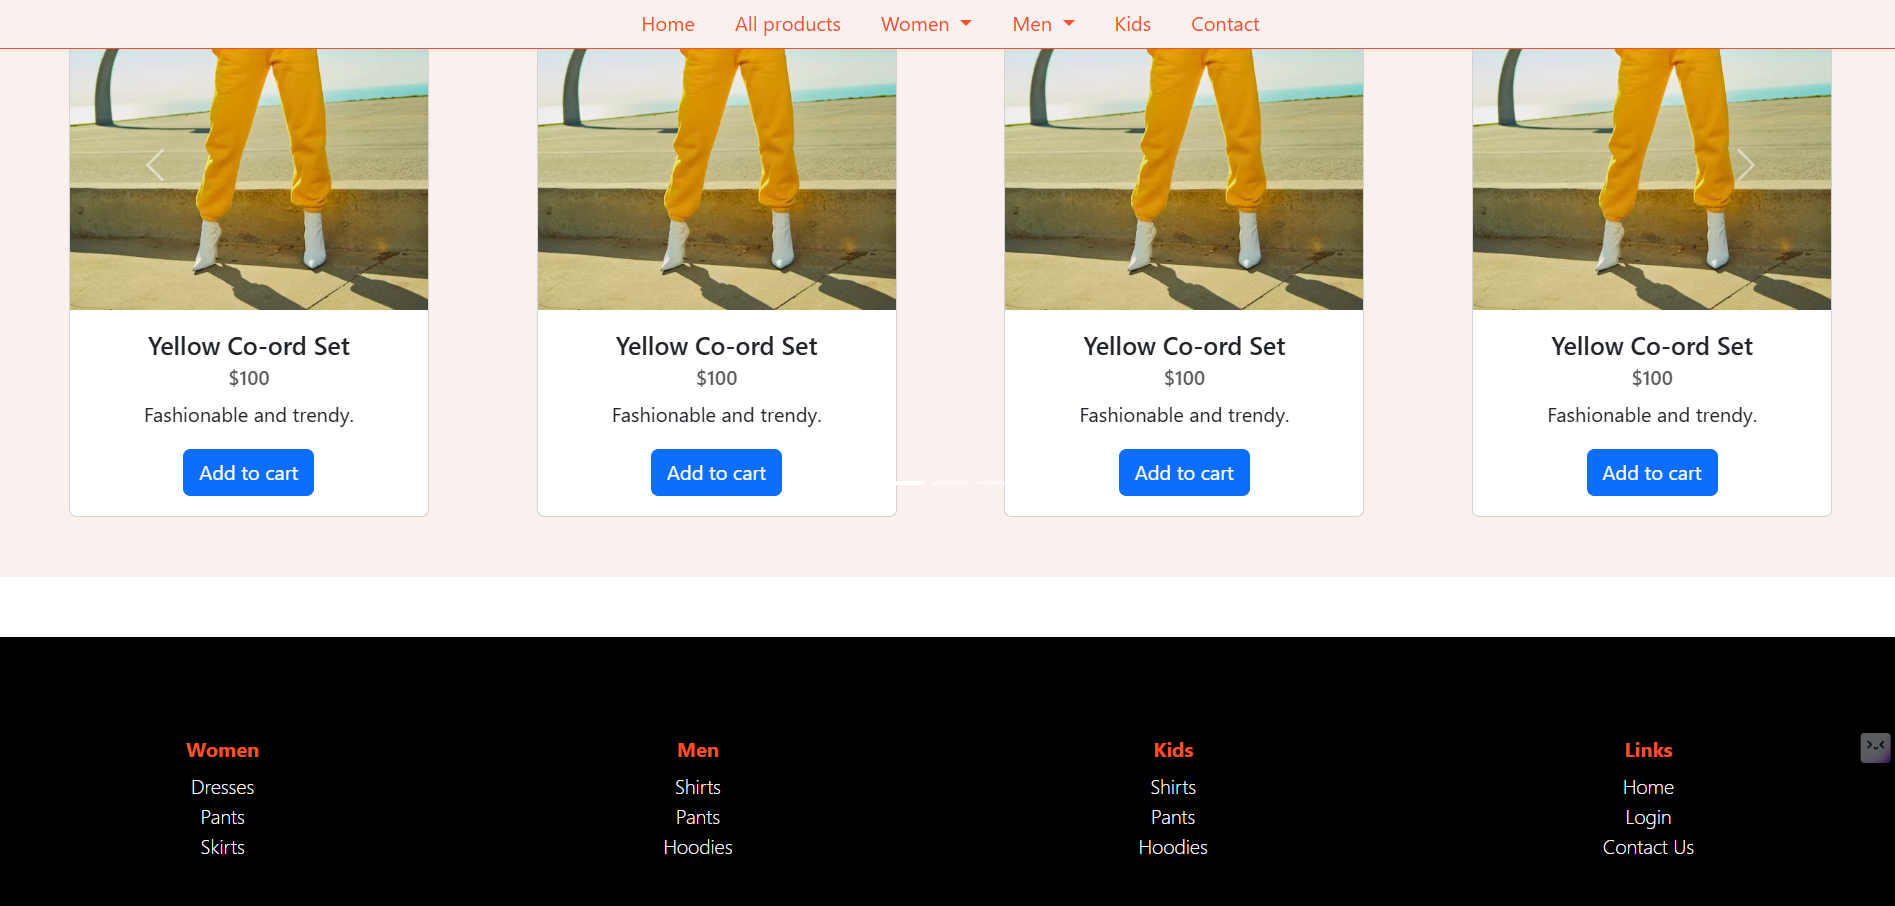 Home All products Women Men Kids Contact
Yellow Co-ord Set Yellow Co-ord Set Yellow Co-ord Set Yellow Co-ord Set
$100 $100 $100 $100
Fashionable and trendy. Fashionable and trendy. Fashionable and trendy. Fashionable and trendy.
Add to cart Add to cart Add to cart Add to cart
Women Men Kids Links
Dresses Shirts Shirts Home
Pants Pants Pants Login
Skirts Hoodies Hoodies Contact Us